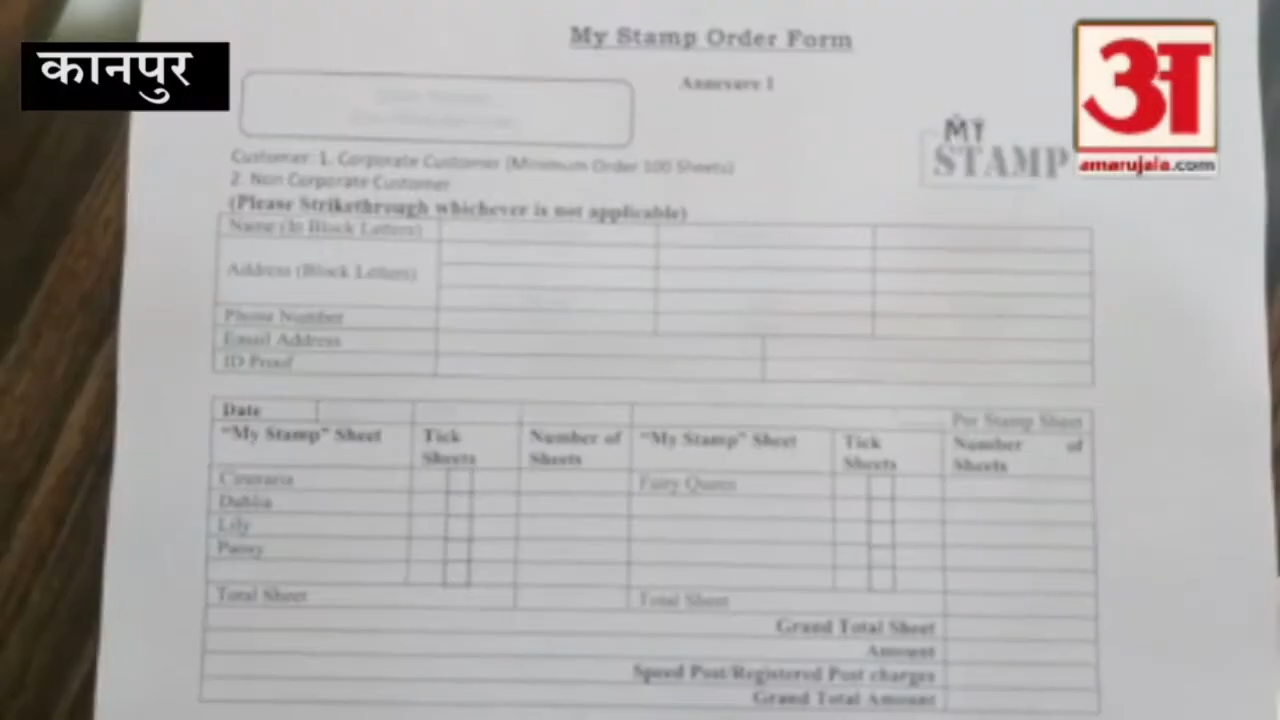 कानपुर
My Stamp Order Form
Annexure I
अ
amarujala.com
MY
STAMP
Customer: 1. Corporate Customer (Minimum Order 100 Sheets)
2. Non Corporate Customer
(Please Strikethrough whichever is not applicable)
Name (In Block Letters)
Address (Block Letters)
Phone Number
Email Address
ID Proof
Date
Per Stamp Sheet
"My Stamp" Sheet Tick Sheets Number of Sheets "My Stamp" Sheet Tick Sheets Number of Sheets
Cineraria Fairy Queen
Dahlia
Lily
Pansy
Total Sheet Total Sheet
Grand Total Sheet
Amount
Speed Post/Registered Post charges
Grand Total Amount